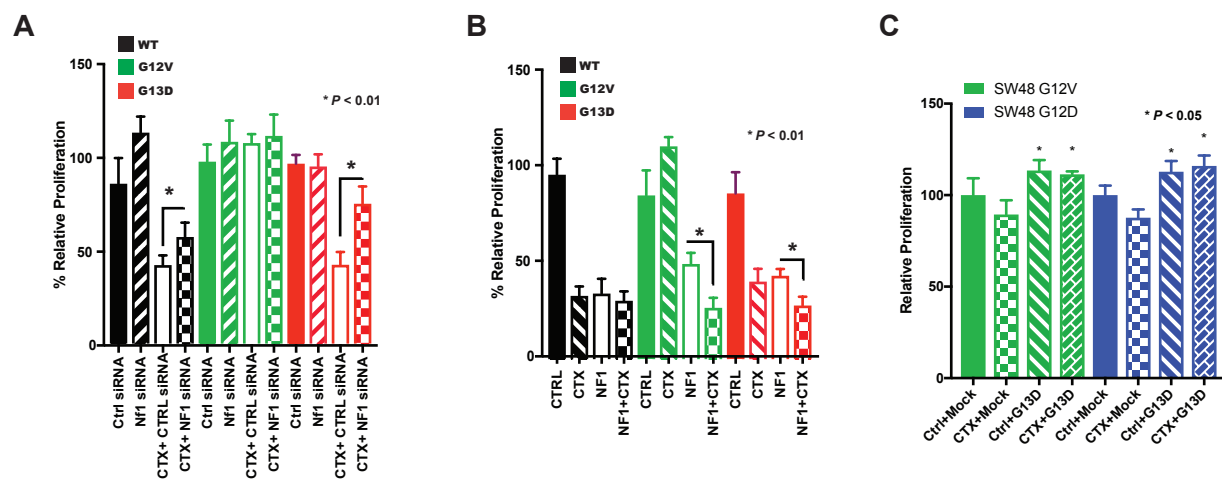 A
WT
G12V
G13D
* P < 0.01
% Relative Proliferation
150
100
50
0
*
*
Ctrl siRNA
Nf1 siRNA
CTX+ CTRL siRNA
CTX+ NF1 siRNA
Ctrl siRNA
Nf1 siRNA
CTX+ CTRL siRNA
CTX+ NF1 siRNA
Ctrl siRNA
Nf1 siRNA
CTX+ CTRL siRNA
CTX+ NF1 siRNA
B
WT
G12V
G13D
* P < 0.01
% Relative Proliferation
150
100
50
0
*
*
CTRL
CTX
NF1
NF1+CTX
CTRL
CTX
NF1
NF1+CTX
CTRL
CTX
NF1
NF1+CTX
C
SW48 G12V
SW48 G12D
* P < 0.05
Relative Proliferation
150
100
50
0
* * * *
Ctrl+Mock
CTX+Mock
Ctrl+G13D
CTX+G13D
Ctrl+Mock
CTX+Mock
Ctrl+G13D
CTX+G13D